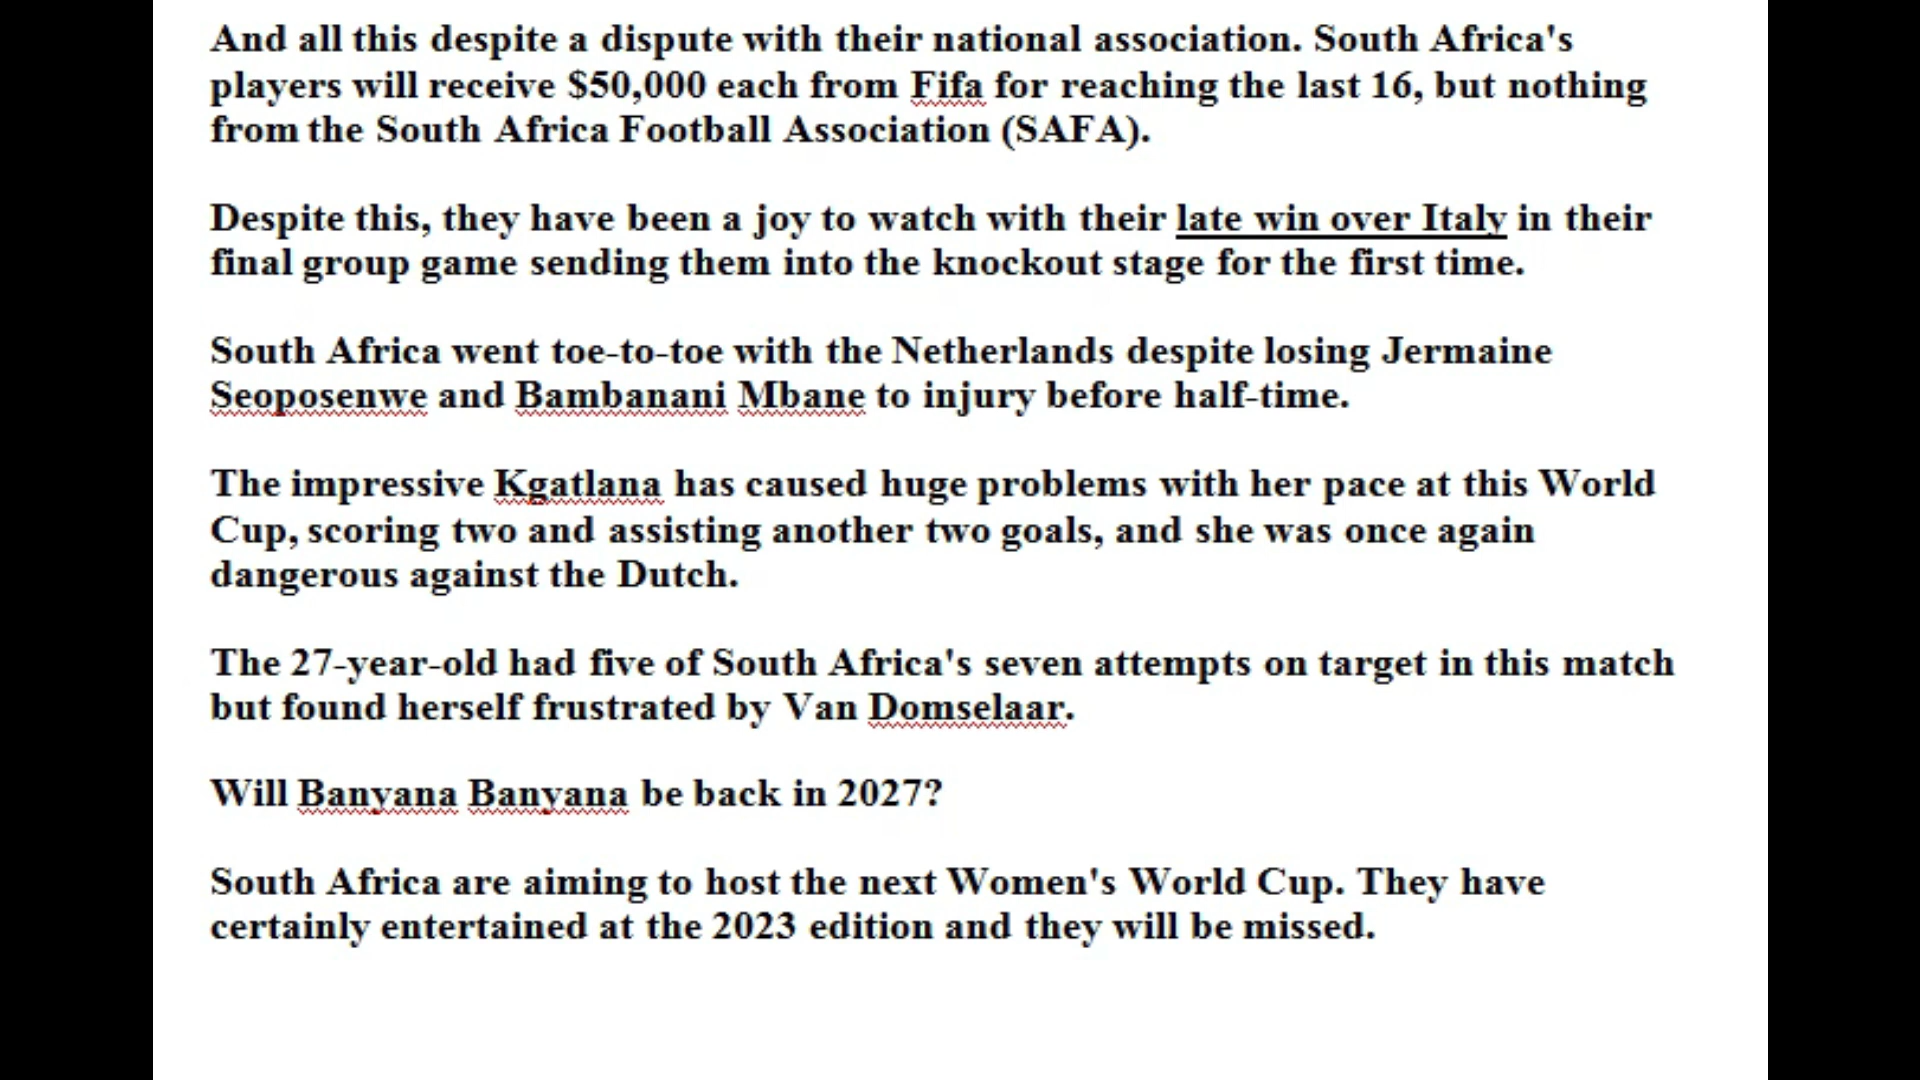 And all this despite a dispute with their national association. South Africa's
players will receive $50,000 each from Fifa for reaching the last 16, but nothing
from the South Africa Football Association (SAFA).
Despite this, they have been a joy to watch with their late win over Italy in their
final group game sending them into the knockout stage for the first time.
South Africa went toe-to-toe with the Netherlands despite losing Jermaine
Seoposenwe and Bambanani Mbane to injury before half-time.
The impressive Kgatlana has caused huge problems with her pace at this World
Cup, scoring two and assisting another two goals, and she was once again
dangerous against the Dutch.
The 27-year-old had five of South Africa's seven attempts on target in this match
but found herself frustrated by Van Domselaar.
Will Banyana Banyana be back in 2027?
South Africa are aiming to host the next Women's World Cup. They have
certainly entertained at the 2023 edition and they will be missed.